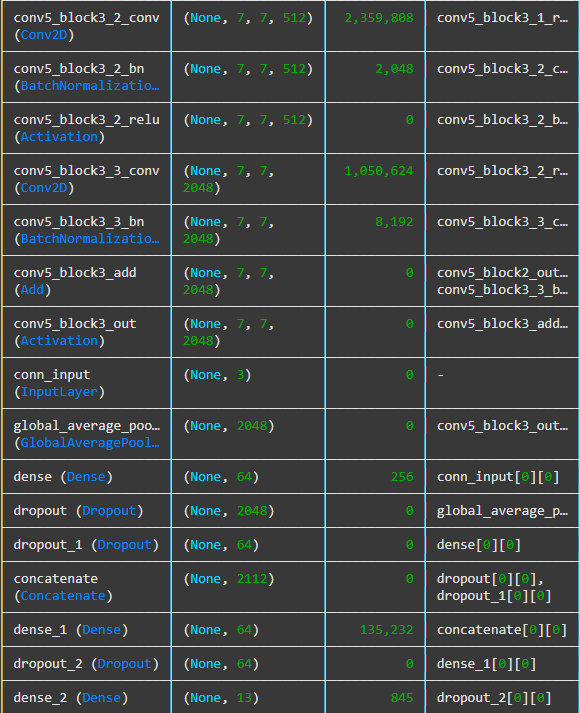 conv5_block3_2_conv (None, 7, 7, 512) 2,359,808 conv5_block3_1_r…
(Conv2D)
conv5_block3_2_bn (None, 7, 7, 512) 2,048 conv5_block3_2_c…
(BatchNormalizatio…
conv5_block3_2_relu (None, 7, 7, 512) 0 conv5_block3_2_b…
(Activation)
conv5_block3_3_conv (None, 7, 7, 1,050,624 conv5_block3_2_r…
(Conv2D) 2048)
conv5_block3_3_bn (None, 7, 7, 8,192 conv5_block3_3_c…
(BatchNormalizatio… 2048)
conv5_block3_add (None, 7, 7, 0 conv5_block2_out…
(Add) 2048) conv5_block3_3_b…
conv5_block3_out (None, 7, 7, 0 conv5_block3_add…
(Activation) 2048)
conn_input (None, 3) 0 -
(InputLayer)
global_average_poo… (None, 2048) 0 conv5_block3_out…
(GlobalAveragePool…
dense (Dense) (None, 64) 256 conn_input[0][0]
dropout (Dropout) (None, 2048) 0 global_average_p…
dropout_1 (Dropout) (None, 64) 0 dense[0][0]
concatenate (None, 2112) 0 dropout[0][0],
(Concatenate) dropout_1[0][0]
dense_1 (Dense) (None, 64) 135,232 concatenate[0][0]
dropout_2 (Dropout) (None, 64) 0 dense_1[0][0]
dense_2 (Dense) (None, 13) 845 dropout_2[0][0]